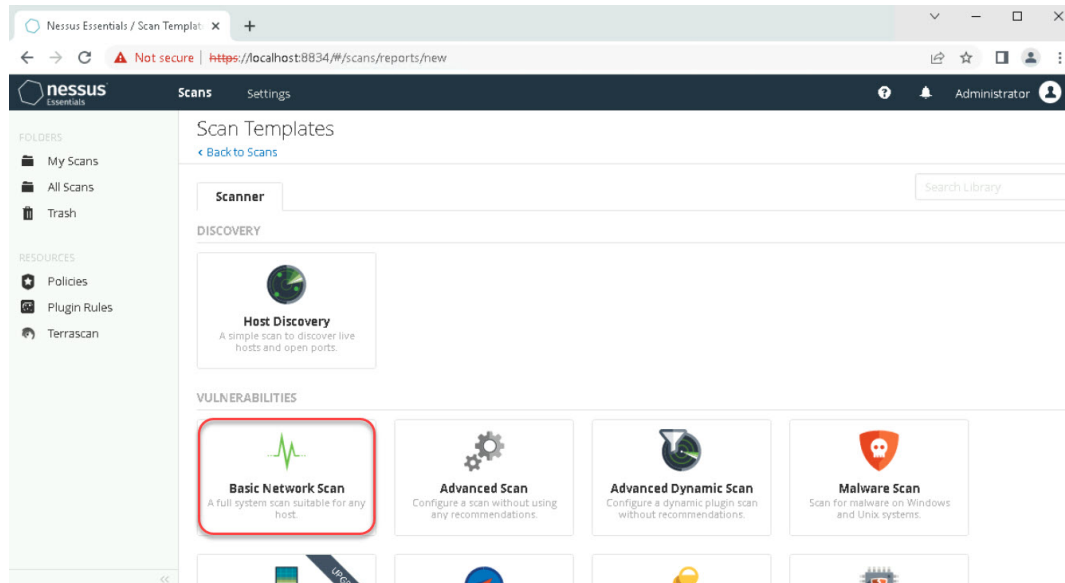 Nessus Essentials / Scan Templat
Not secure | https://localhost:8834/#/scans/reports/new
nessus
Essentials
Scans
Settings
Administrator
FOLDERS
My Scans
All Scans
Trash
RESOURCES
Policies
Plugin Rules
Terrascan
Scan Templates
< Back to Scans
Scanner
Search Library
DISCOVERY
Host Discovery
A simple scan to discover live
hosts and open ports.
VULNERABILITIES
Basic Network Scan
A full system scan suitable for any
host.
Advanced Scan
Configure a scan without using
any recommendations.
Advanced Dynamic Scan
Configure a dynamic plugin scan
without recommendations.
Malware Scan
Scan for malware on Windows
and Unix systems.